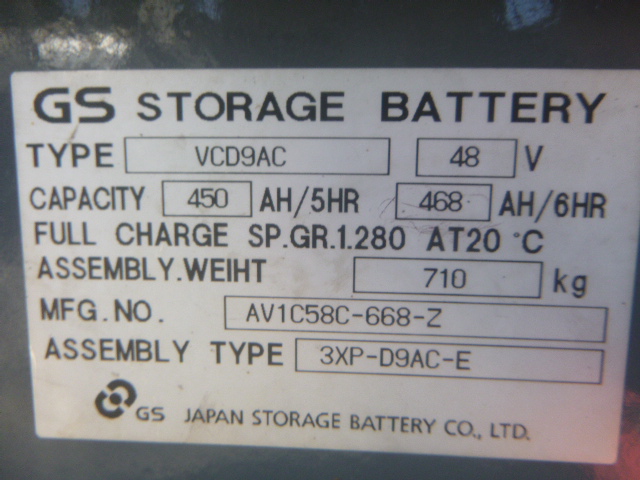 GS STORAGE BATTERY
TYPE VCD9AC 48 V
CAPACITY 450 AH/5HR 468 AH/6HR
FULL CHARGE SP.GR.1.280 AT20 °C
ASSEMBLY.WEIHT 710 kg
MFG.NO. AV1C58C-668-Z
ASSEMBLY TYPE 3XP-D9AC-E
GS JAPAN STORAGE BATTERY CO., LTD.